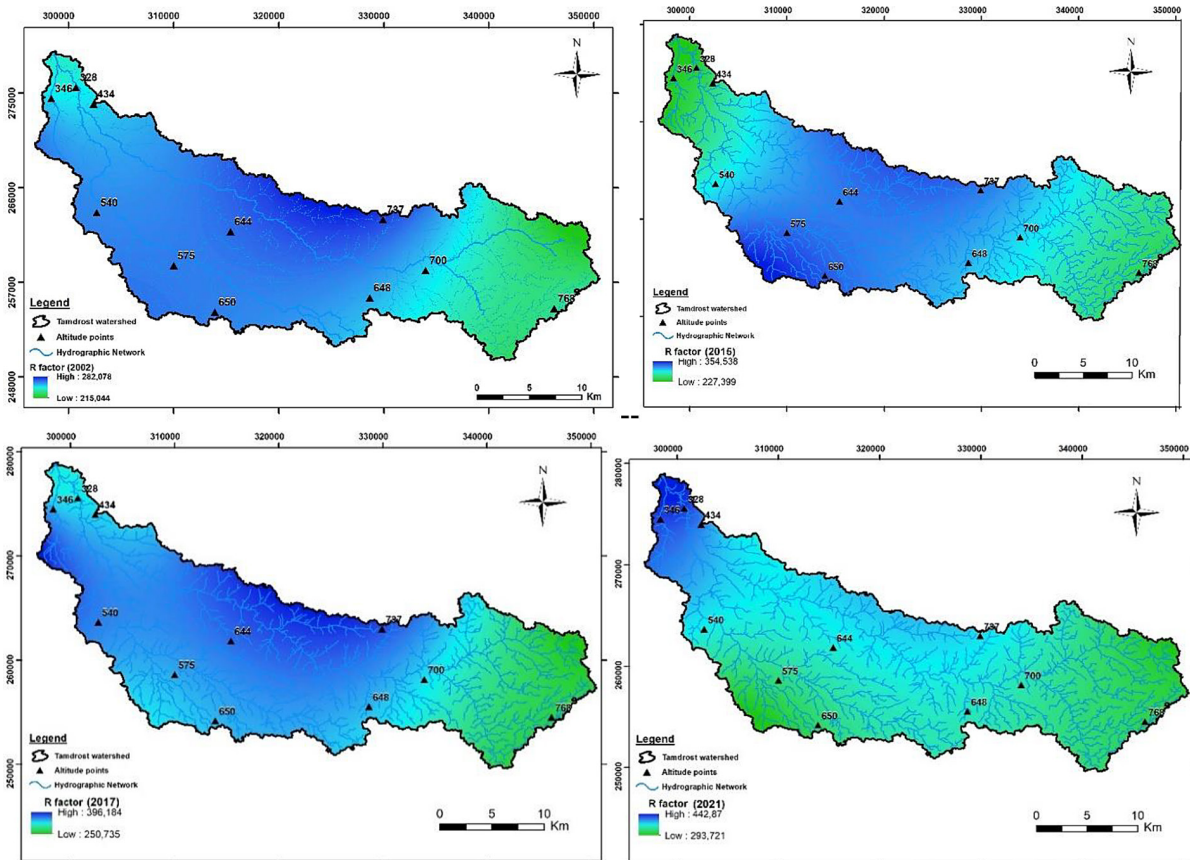 300000 310000 320000 330000 340000 350000
N
275000
266000
257000
248000
328
346
434
540
575
644
737
700
648
650
768
Legend
Tamdrost watershed
Altitude points
Hydrographic Network
R factor (2002)
High : 282,078
Low : 215,044
0 5 10
Km
300000 310000 320000 330000 340000 350000
N
328
346
434
540
644
737
575
700
648
650
768
Legend
Tamdrost watershed
Altitude points
Hydrographic Network
R factor (2016)
High : 354,538
Low : 227,399
0 5 10
Km
--
300000 310000 320000 330000 340000 350000
N
280000
270000
260000
250000
328
346
434
540
644
737
575
700
648
650
768
Legend
Tamdrost watershed
Altitude points
Hydrographic Network
R factor (2017)
High : 396,184
Low : 250,735
0 5 10
Km
300000 310000 320000 330000 340000 350000
N
280000
270000
260000
250000
328
346
434
540
644
737
575
700
648
650
768
Legend
Tamdrost watershed
Altitude points
Hydrographic Network
R factor (2021)
High : 442,87
Low : 293,721
0 5 10
Km